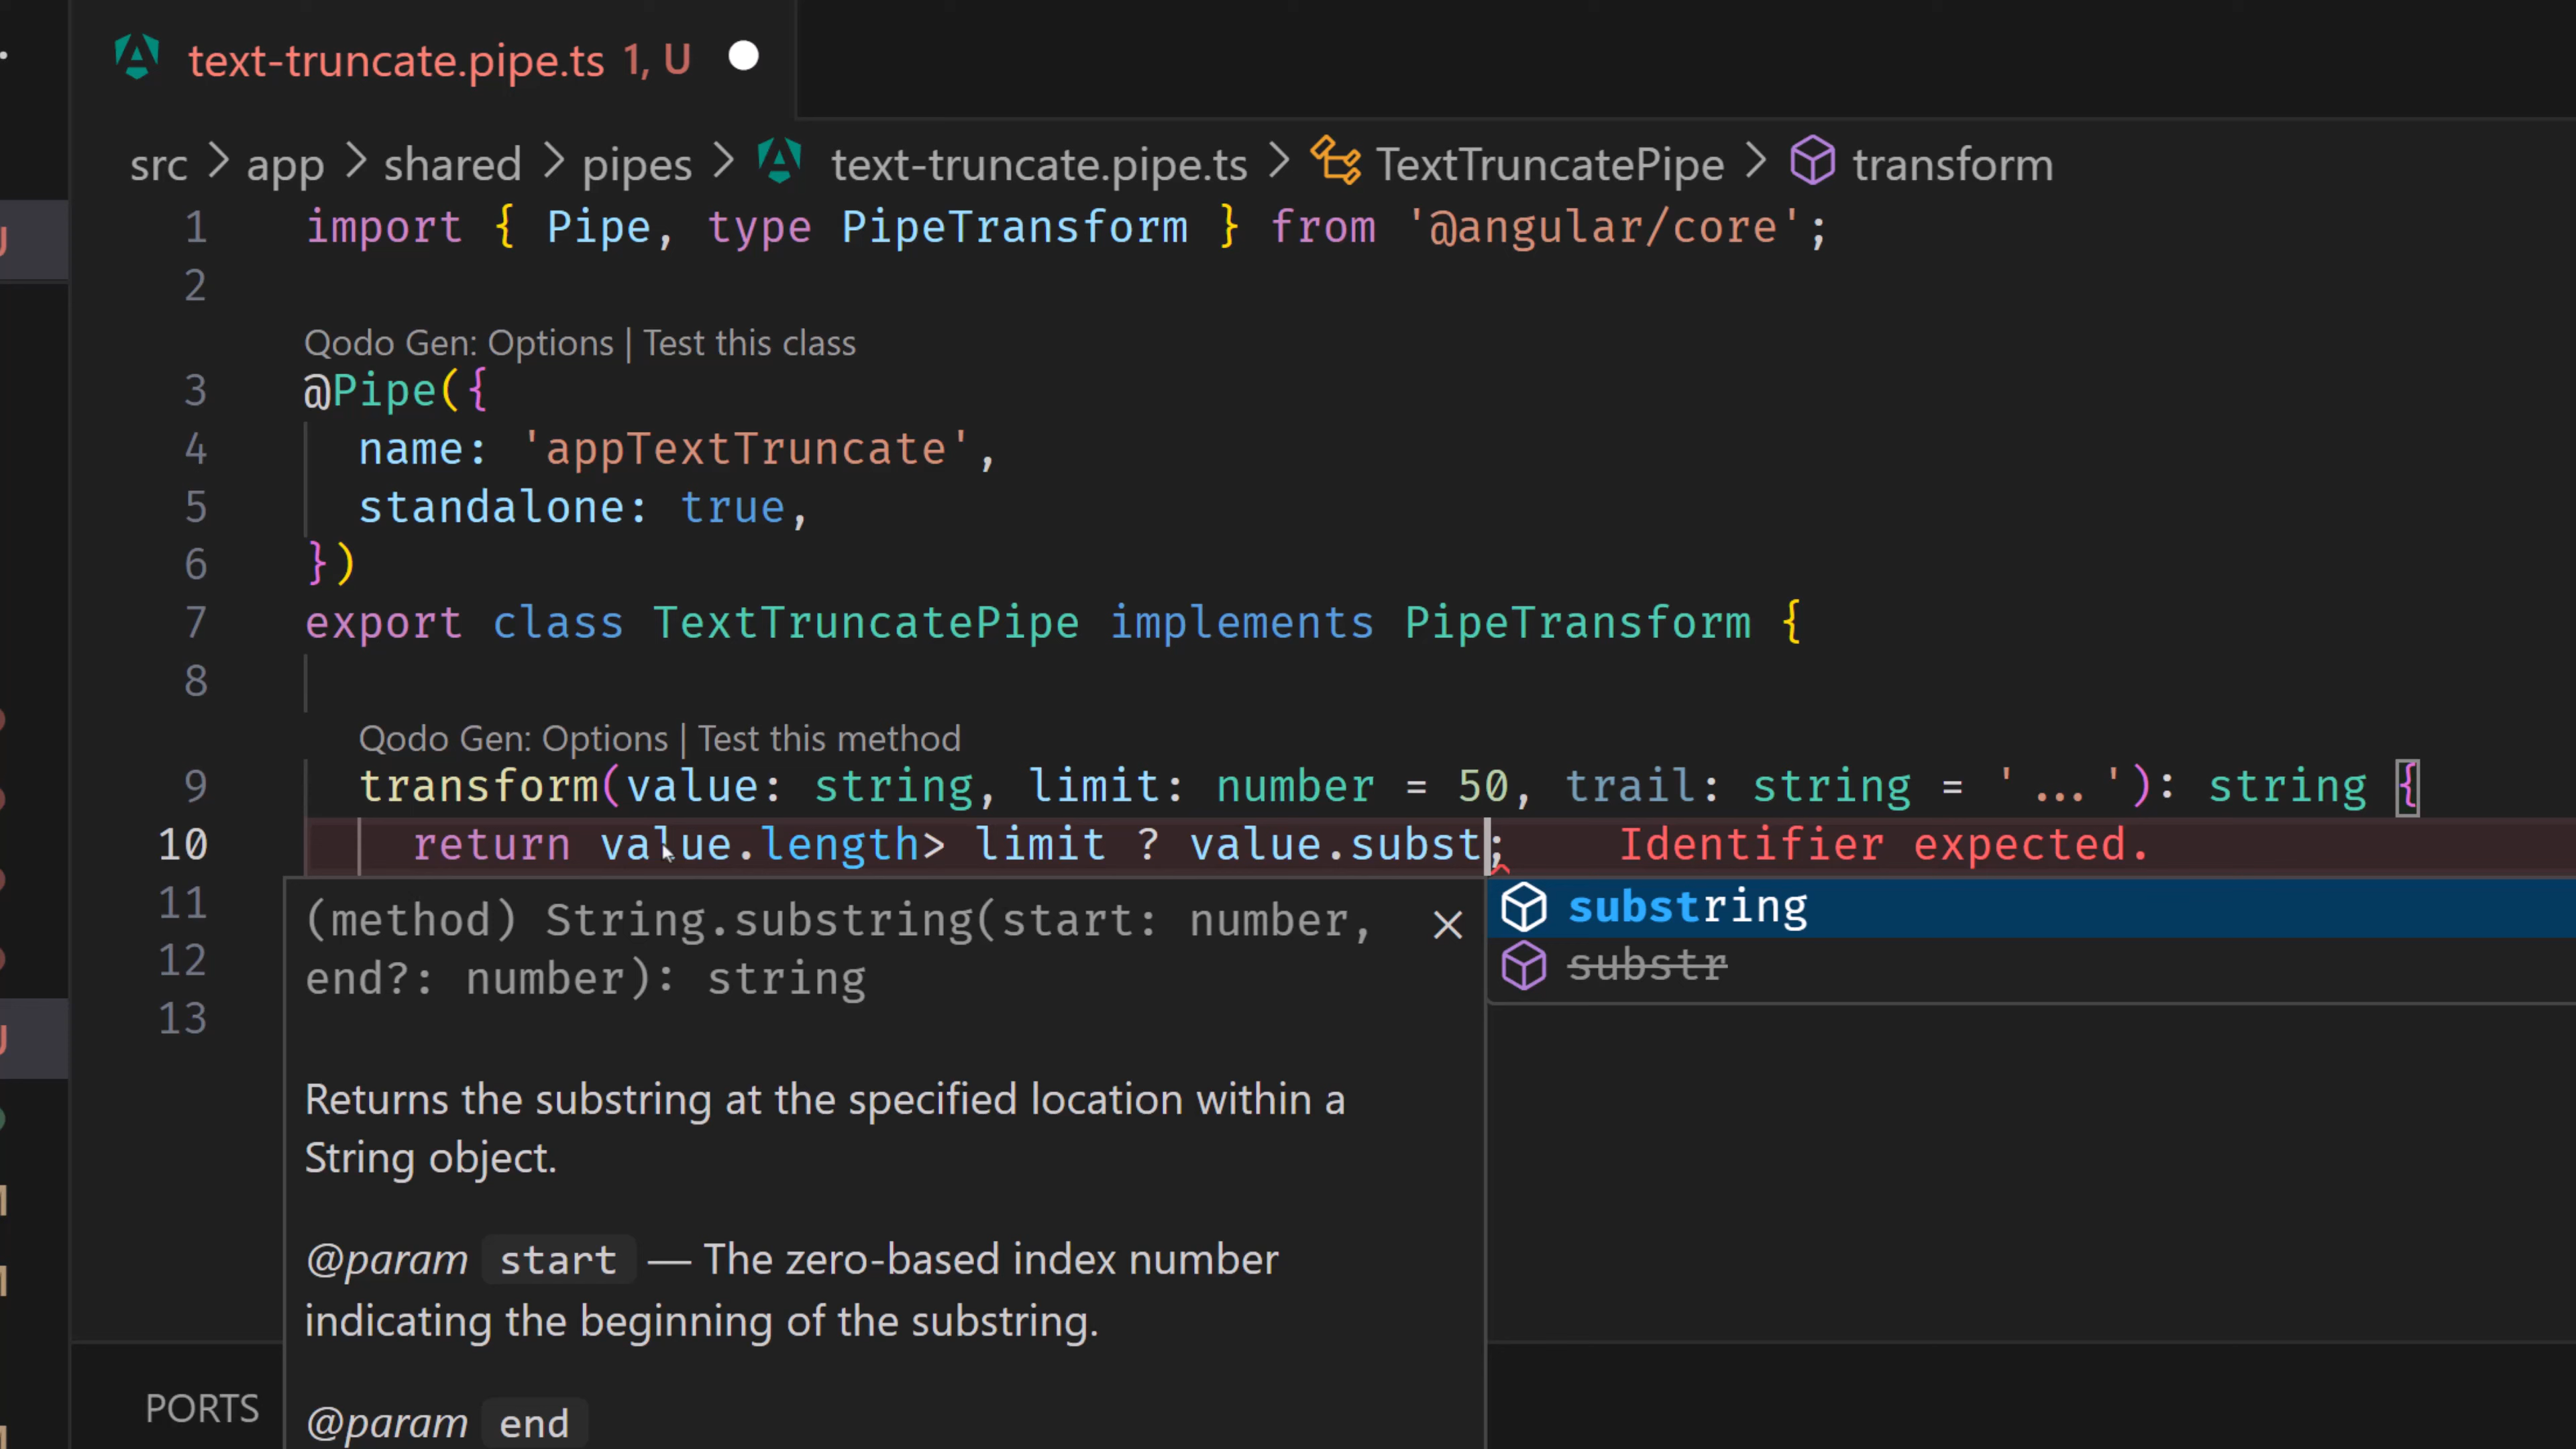 text-truncate.pipe.ts 1, U
src > app > shared > pipes > text-truncate.pipe.ts > TextTruncatePipe > transform
1 import { Pipe, type PipeTransform } from '@angular/core';
2
Qodo Gen: Options | Test this class
3 @Pipe({
4 name: 'appTextTruncate',
5 standalone: true,
6 })
7 export class TextTruncatePipe implements PipeTransform {
8
Qodo Gen: Options | Test this method
9 transform(value: string, limit: number = 50, trail: string = '...'): string {
10 return value.length> limit ? value.subst; Identifier expected.
11
12
13
(method) String.substring(start: number,
end?: number): string
substring
substr
Returns the substring at the specified location within a
String object.
@param start — The zero-based index number
indicating the beginning of the substring.
@param end
PORTS